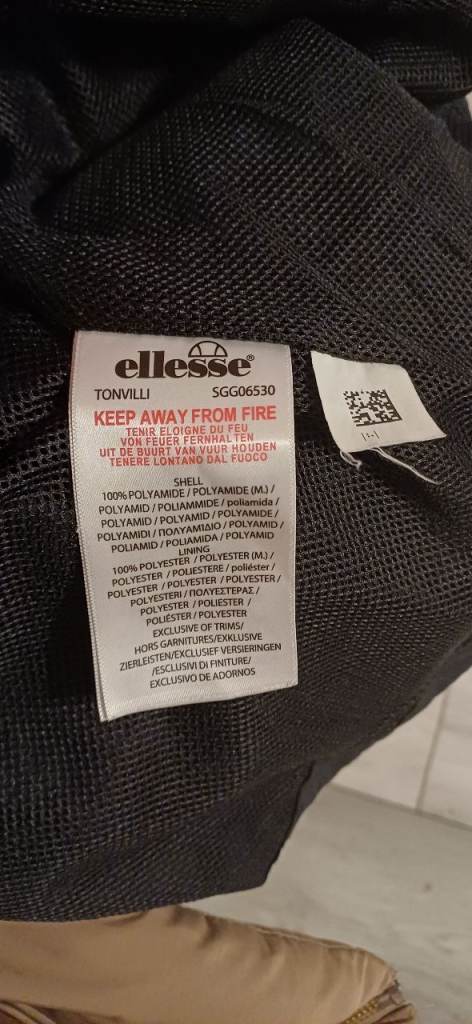 ellesse®
TONVILLI SGG06530
KEEP AWAY FROM FIRE
TENIR ELOIGNE DU FEU
VON FEUER FERNHALTEN
UIT DE BUURT VAN VUUR HOUDEN
TENERE LONTANO DAL FUOCO
SHELL
100% POLYAMIDE / POLYAMIDE (M.) /
POLYAMID / POLIAMMIDE / poliamida /
POLYAMID / POLYAMID / POLYAMIDE /
POLYAMIDI / ΠΟΛΥΑΜΙΔΙΟ / POLYAMID /
POLIAMID / POLIAMIDA / POLYAMID
LINING
100% POLYESTER / POLYESTER (M.) /
POLYESTER / POLIESTERE / poliéster /
POLYESTER / POLYESTER / POLYESTER /
POLYESTERI / ΠΟΛΥΕΣΤΕΡΑΣ /
POLYESTER / POLIESTER /
POLIÉSTER / POLYESTER
EXCLUSIVE OF TRIMS/
HORS GARNITURES/EXKLUSIVE
ZIERLEISTEN/EXCLUSIEF VERSIERINGEN
/ESCLUSIVI DI FINITURE/
EXCLUSIVO DE ADORNOS